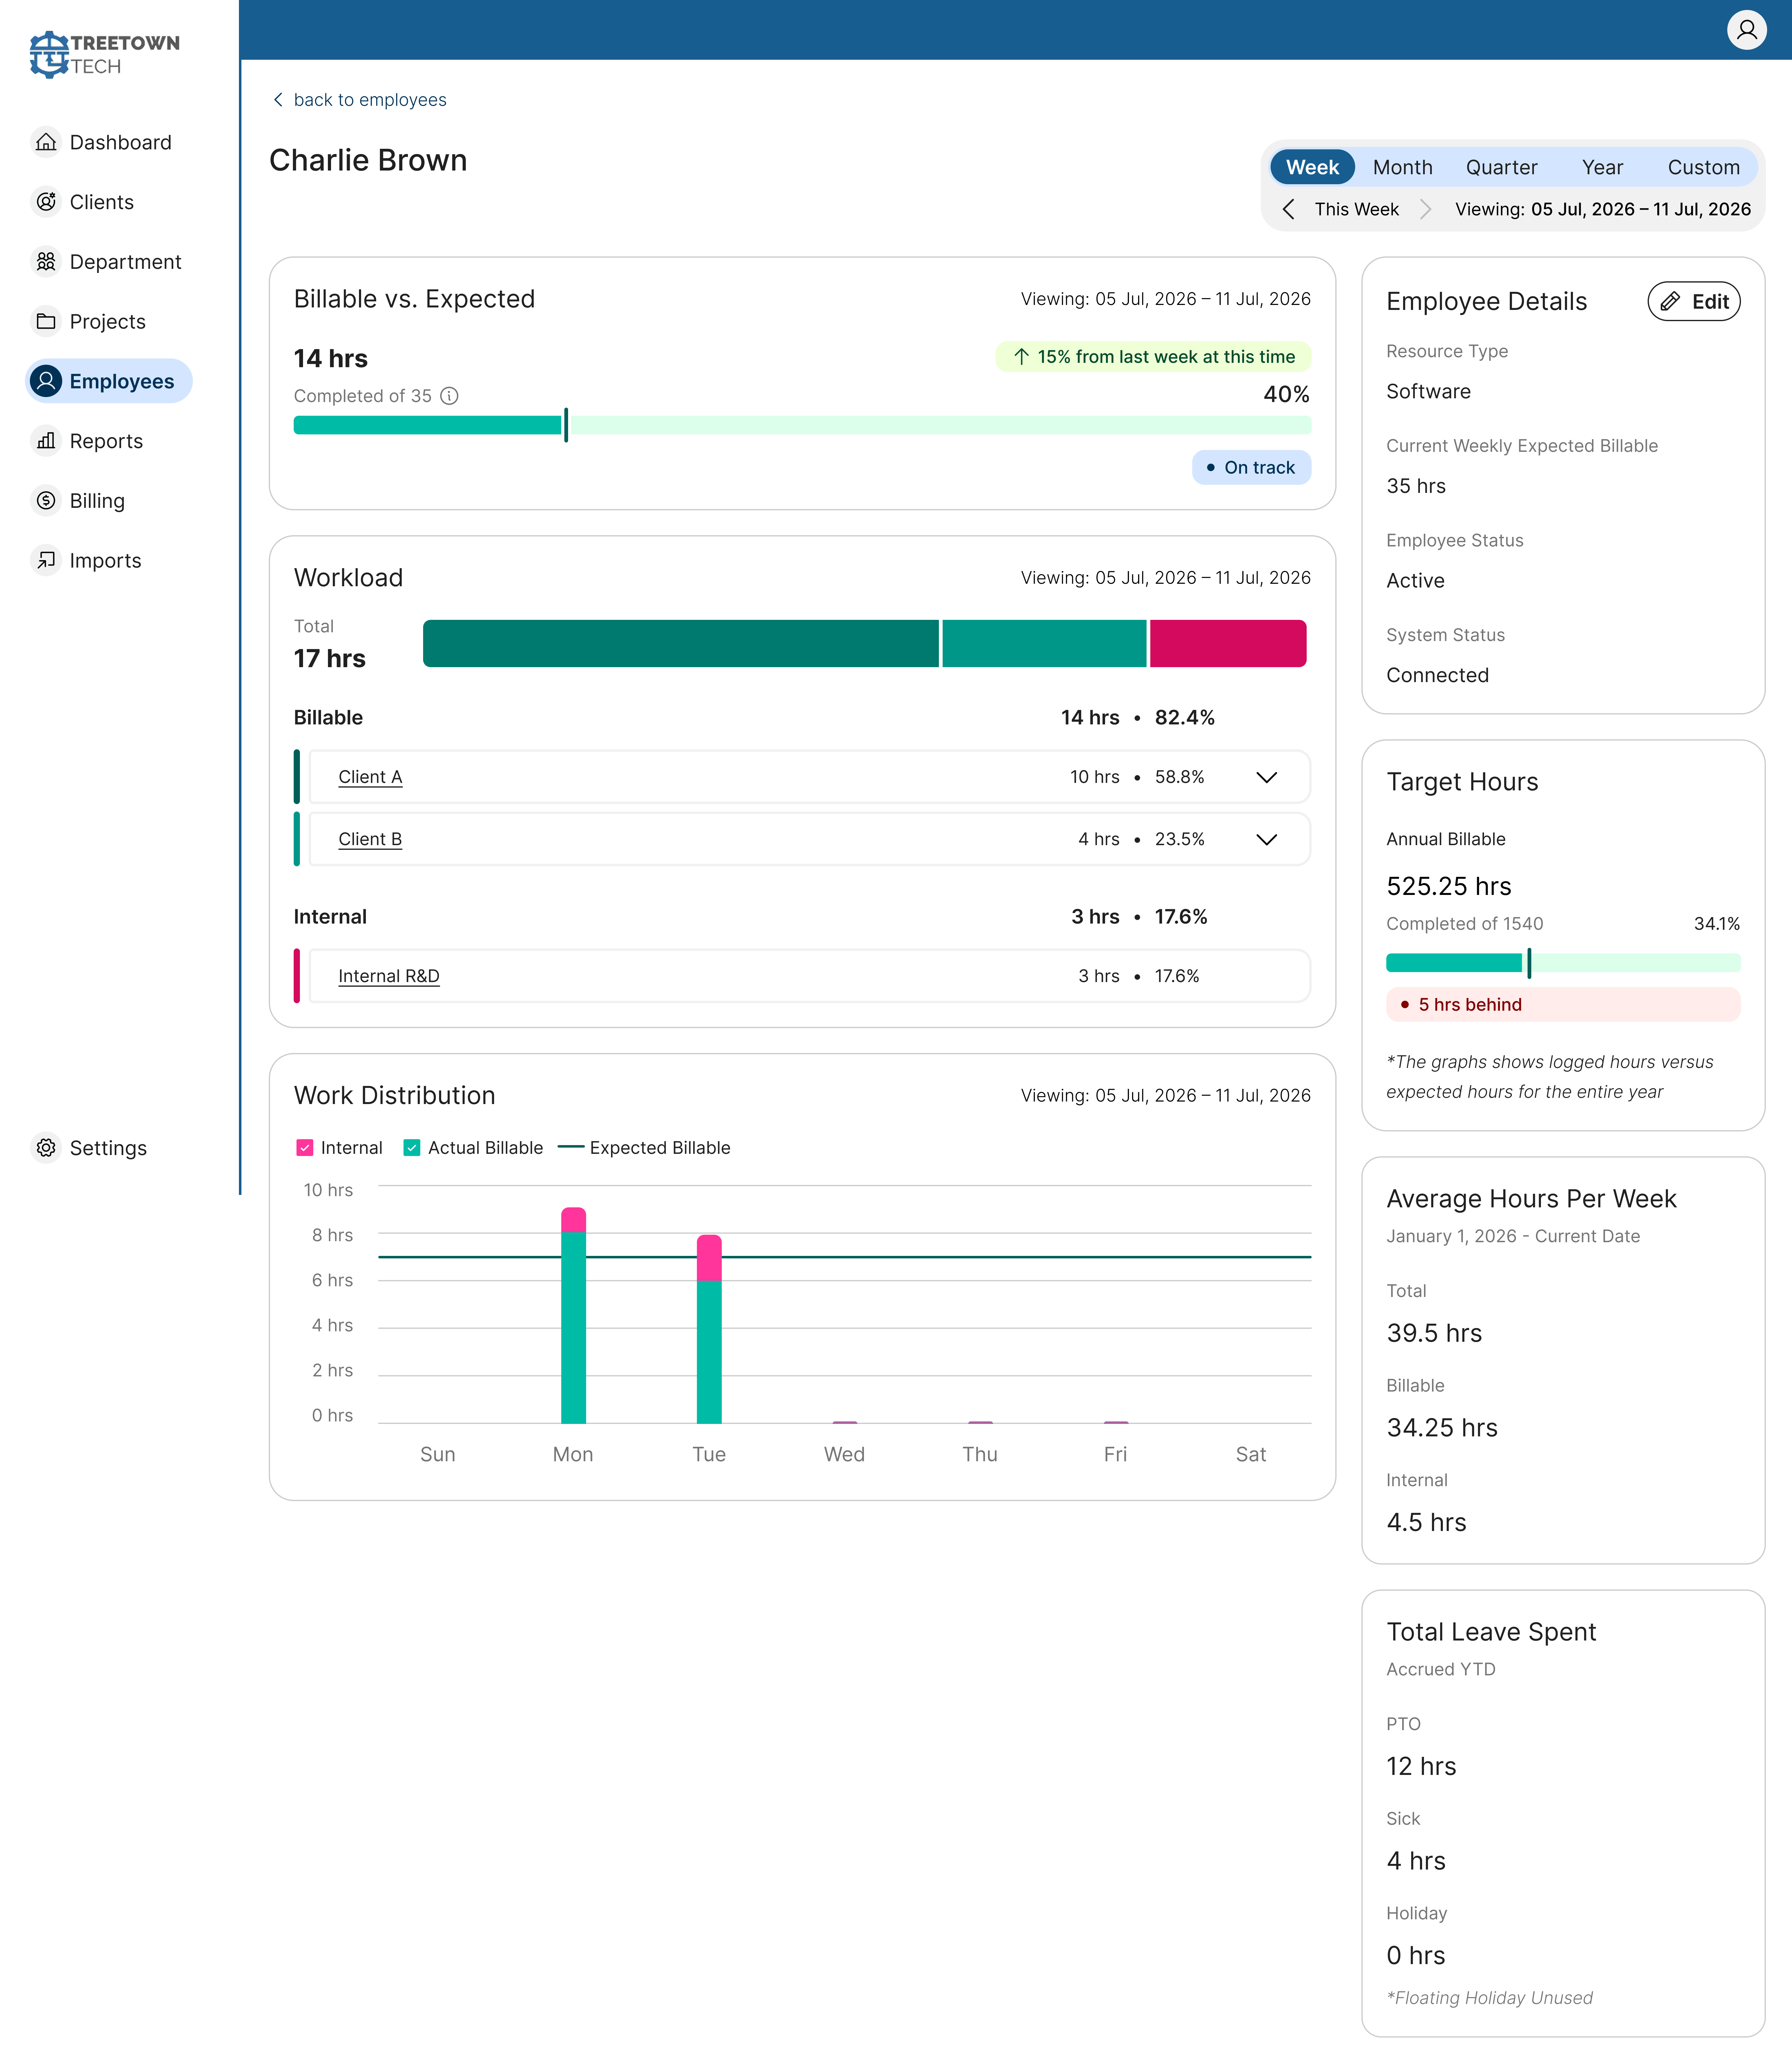 TREETOWN
TECH
Dashboard
Clients
Department
Projects
Employees
Reports
Billing
Imports
Settings
back to employees
Charlie Brown
Week Month Quarter Year Custom
This Week Viewing: 05 Jul, 2026 – 11 Jul, 2026
Billable vs. Expected Viewing: 05 Jul, 2026 – 11 Jul, 2026
14 hrs 15% from last week at this time
Completed of 35 40%
On track
Workload Viewing: 05 Jul, 2026 – 11 Jul, 2026
Total
17 hrs
Billable 14 hrs • 82.4%
Client A 10 hrs • 58.8%
Client B 4 hrs • 23.5%
Internal 3 hrs • 17.6%
Internal R&D 3 hrs • 17.6%
Work Distribution Viewing: 05 Jul, 2026 – 11 Jul, 2026
Internal Actual Billable Expected Billable
10 hrs
8 hrs
6 hrs
4 hrs
2 hrs
0 hrs
Sun Mon Tue Wed Thu Fri Sat
Employee Details Edit
Resource Type
Software
Current Weekly Expected Billable
35 hrs
Employee Status
Active
System Status
Connected
Target Hours
Annual Billable
525.25 hrs
Completed of 1540 34.1%
5 hrs behind
*The graphs shows logged hours versus
expected hours for the entire year
Average Hours Per Week
January 1, 2026 - Current Date
Total
39.5 hrs
Billable
34.25 hrs
Internal
4.5 hrs
Total Leave Spent
Accrued YTD
PTO
12 hrs
Sick
4 hrs
Holiday
0 hrs
*Floating Holiday Unused